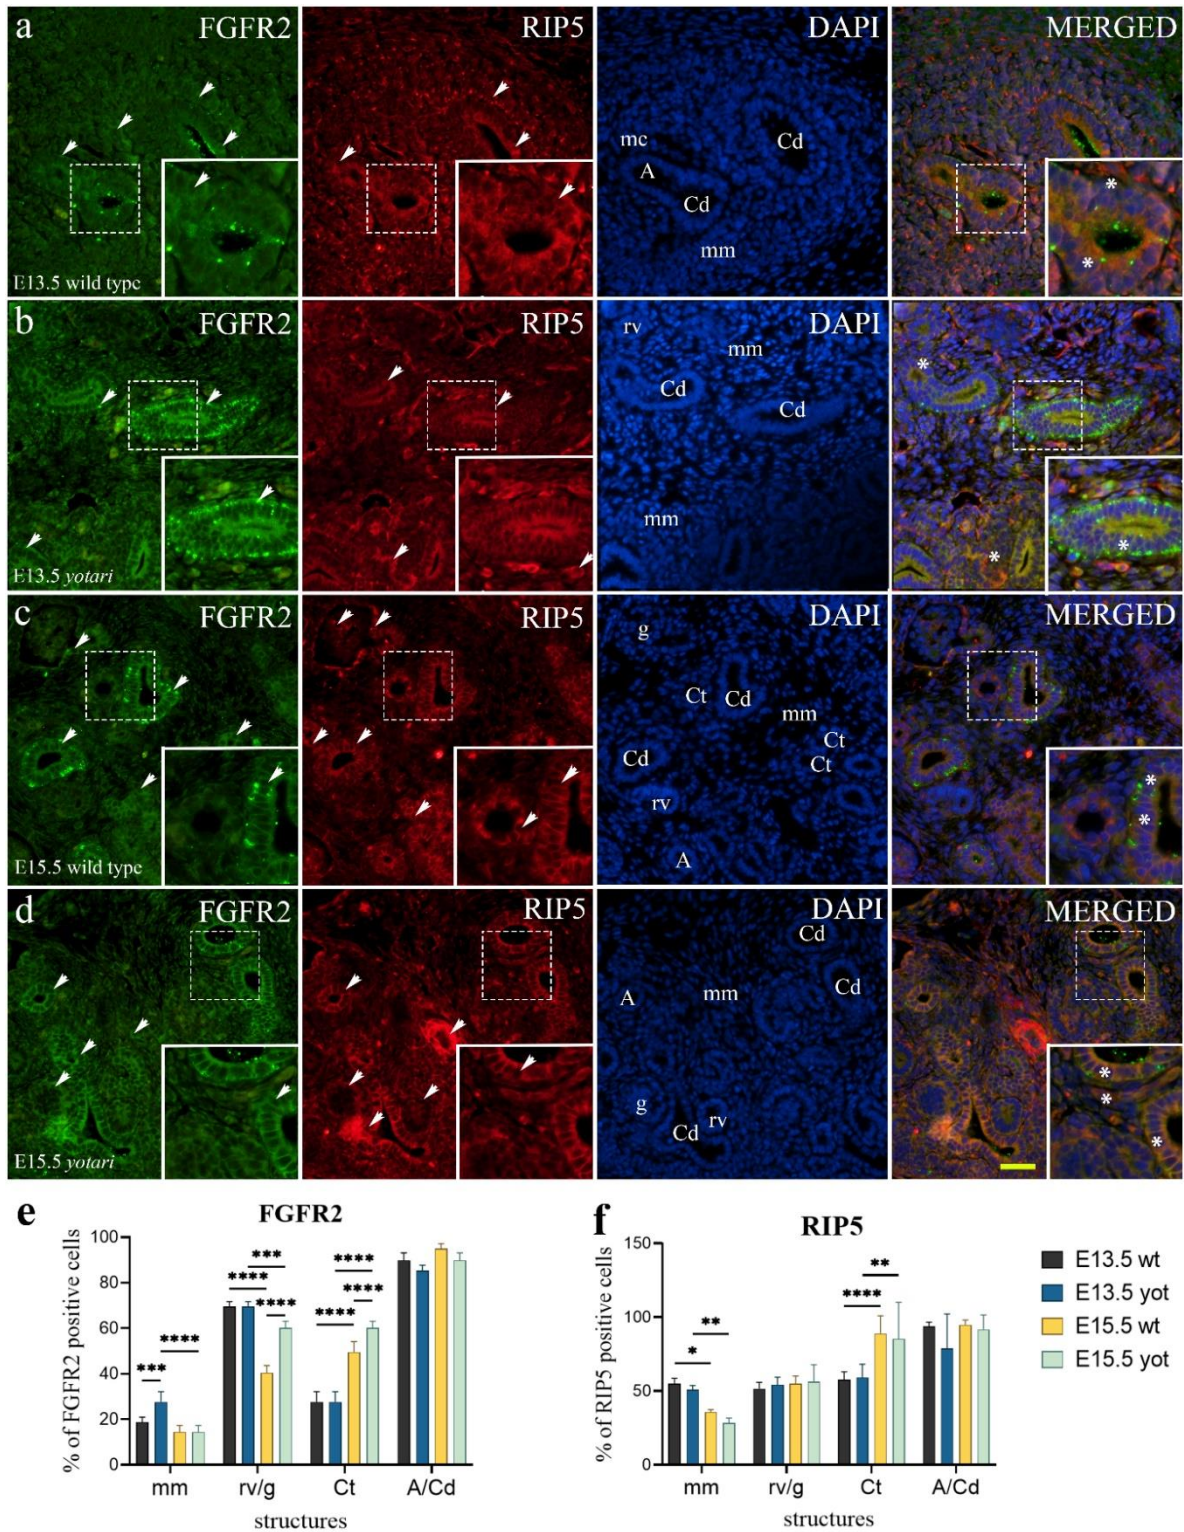 a FGFR2 RIP5 DAPI MERGED
mc
A
Cd
Cd
mm
*
*
E13.5 wild type
b FGFR2 RIP5 DAPI MERGED
rv
mm
Cd
Cd
mm
*
*
*
E13.5 yotari
c FGFR2 RIP5 DAPI MERGED
g
Ct
Cd
mm
Ct
Cd
Ct
rv
A
*
*
E15.5 wild type
d FGFR2 RIP5 DAPI MERGED
Cd
A
mm
Cd
g
rv
Cd
*
*
*
E15.5 yotari
e
FGFR2
% of FGFR2 positive cells
100
80
60
40
20
0
***
****
****
***
****
****
****
****
mm rv/g Ct A/Cd
structures
f
RIP5
% of RIP5 positive cells
150
100
50
0
*
**
****
**
mm rv/g Ct A/Cd
structures
E13.5 wt
E13.5 yot
E15.5 wt
E15.5 yot